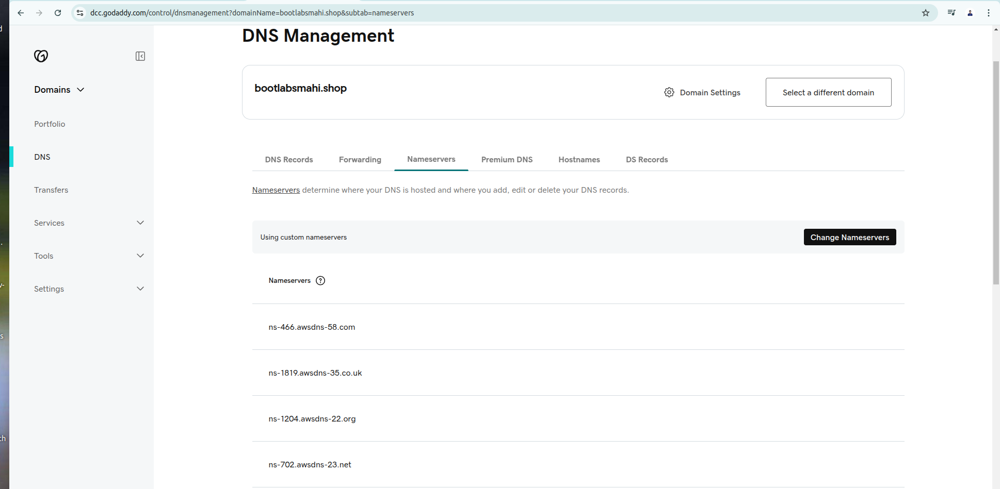 dcc.godaddy.com/control/dnsmanagement?domainName=bootlabsmahi.shop&subtab=nameservers
DNS Management
bootlabsmahi.shop
Domain Settings
Select a different domain
Domains
Portfolio
DNS
Transfers
Services
Tools
Settings
DNS Records Forwarding Nameservers Premium DNS Hostnames DS Records
Nameservers determine where your DNS is hosted and where you add, edit or delete your DNS records.
Using custom nameservers
Change Nameservers
Nameservers ?
ns-466.awsdns-58.com
ns-1819.awsdns-35.co.uk
ns-1204.awsdns-22.org
ns-702.awsdns-23.net